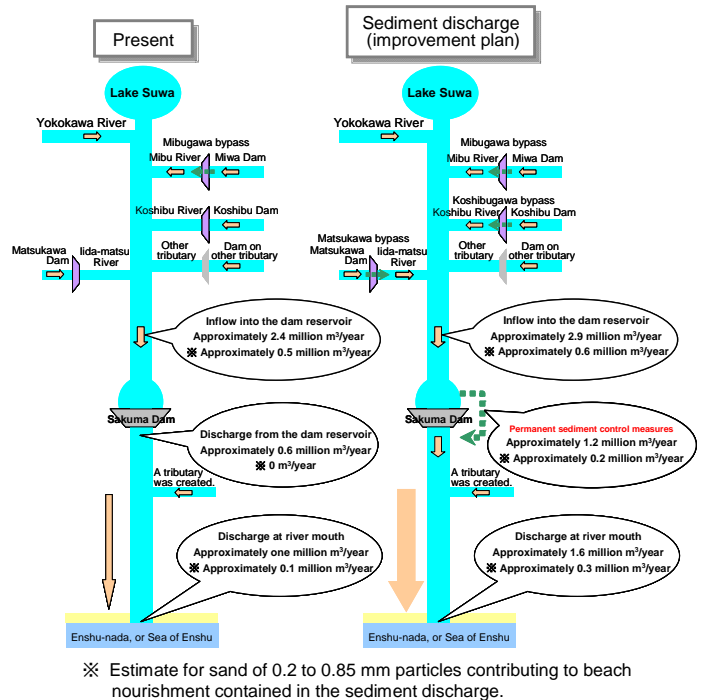 Present
Lake Suwa
Yokokawa River
Mibugawa bypass
Mibu River
Miwa Dam
Koshibu River
Koshibu Dam
Matsukawa
Dam
Iida-matsu
River
Other
tributary
Dam on
other tributary
Inflow into the dam reservoir
Approximately 2.4 million m³/year
※ Approximately 0.5 million m³/year
Sakuma Dam
Discharge from the dam reservoir
Approximately 0.6 million m³/year
※ 0 m³/year
A tributary
was created.
Discharge at river mouth
Approximately one million m³/year
※ Approximately 0.1 million m³/year
Enshu-nada, or Sea of Enshu
Sediment discharge
(improvement plan)
Lake Suwa
Yokokawa River
Mibugawa bypass
Mibu River
Miwa Dam
Koshibugawa bypass
Koshibu River
Koshibu Dam
Matsukawa bypass
Matsukawa
Dam
Iida-matsu
River
Other
tributary
Dam on
other tributary
Inflow into the dam reservoir
Approximately 2.9 million m³/year
※ Approximately 0.6 million m³/year
Sakuma Dam
Permanent sediment control measures
Approximately 1.2 million m³/year
※ Approximately 0.2 million m³/year
A tributary
was created.
Discharge at river mouth
Approximately 1.6 million m³/year
※ Approximately 0.3 million m³/year
Enshu-nada, or Sea of Enshu
※ Estimate for sand of 0.2 to 0.85 mm particles contributing to beach
nourishment contained in the sediment discharge.